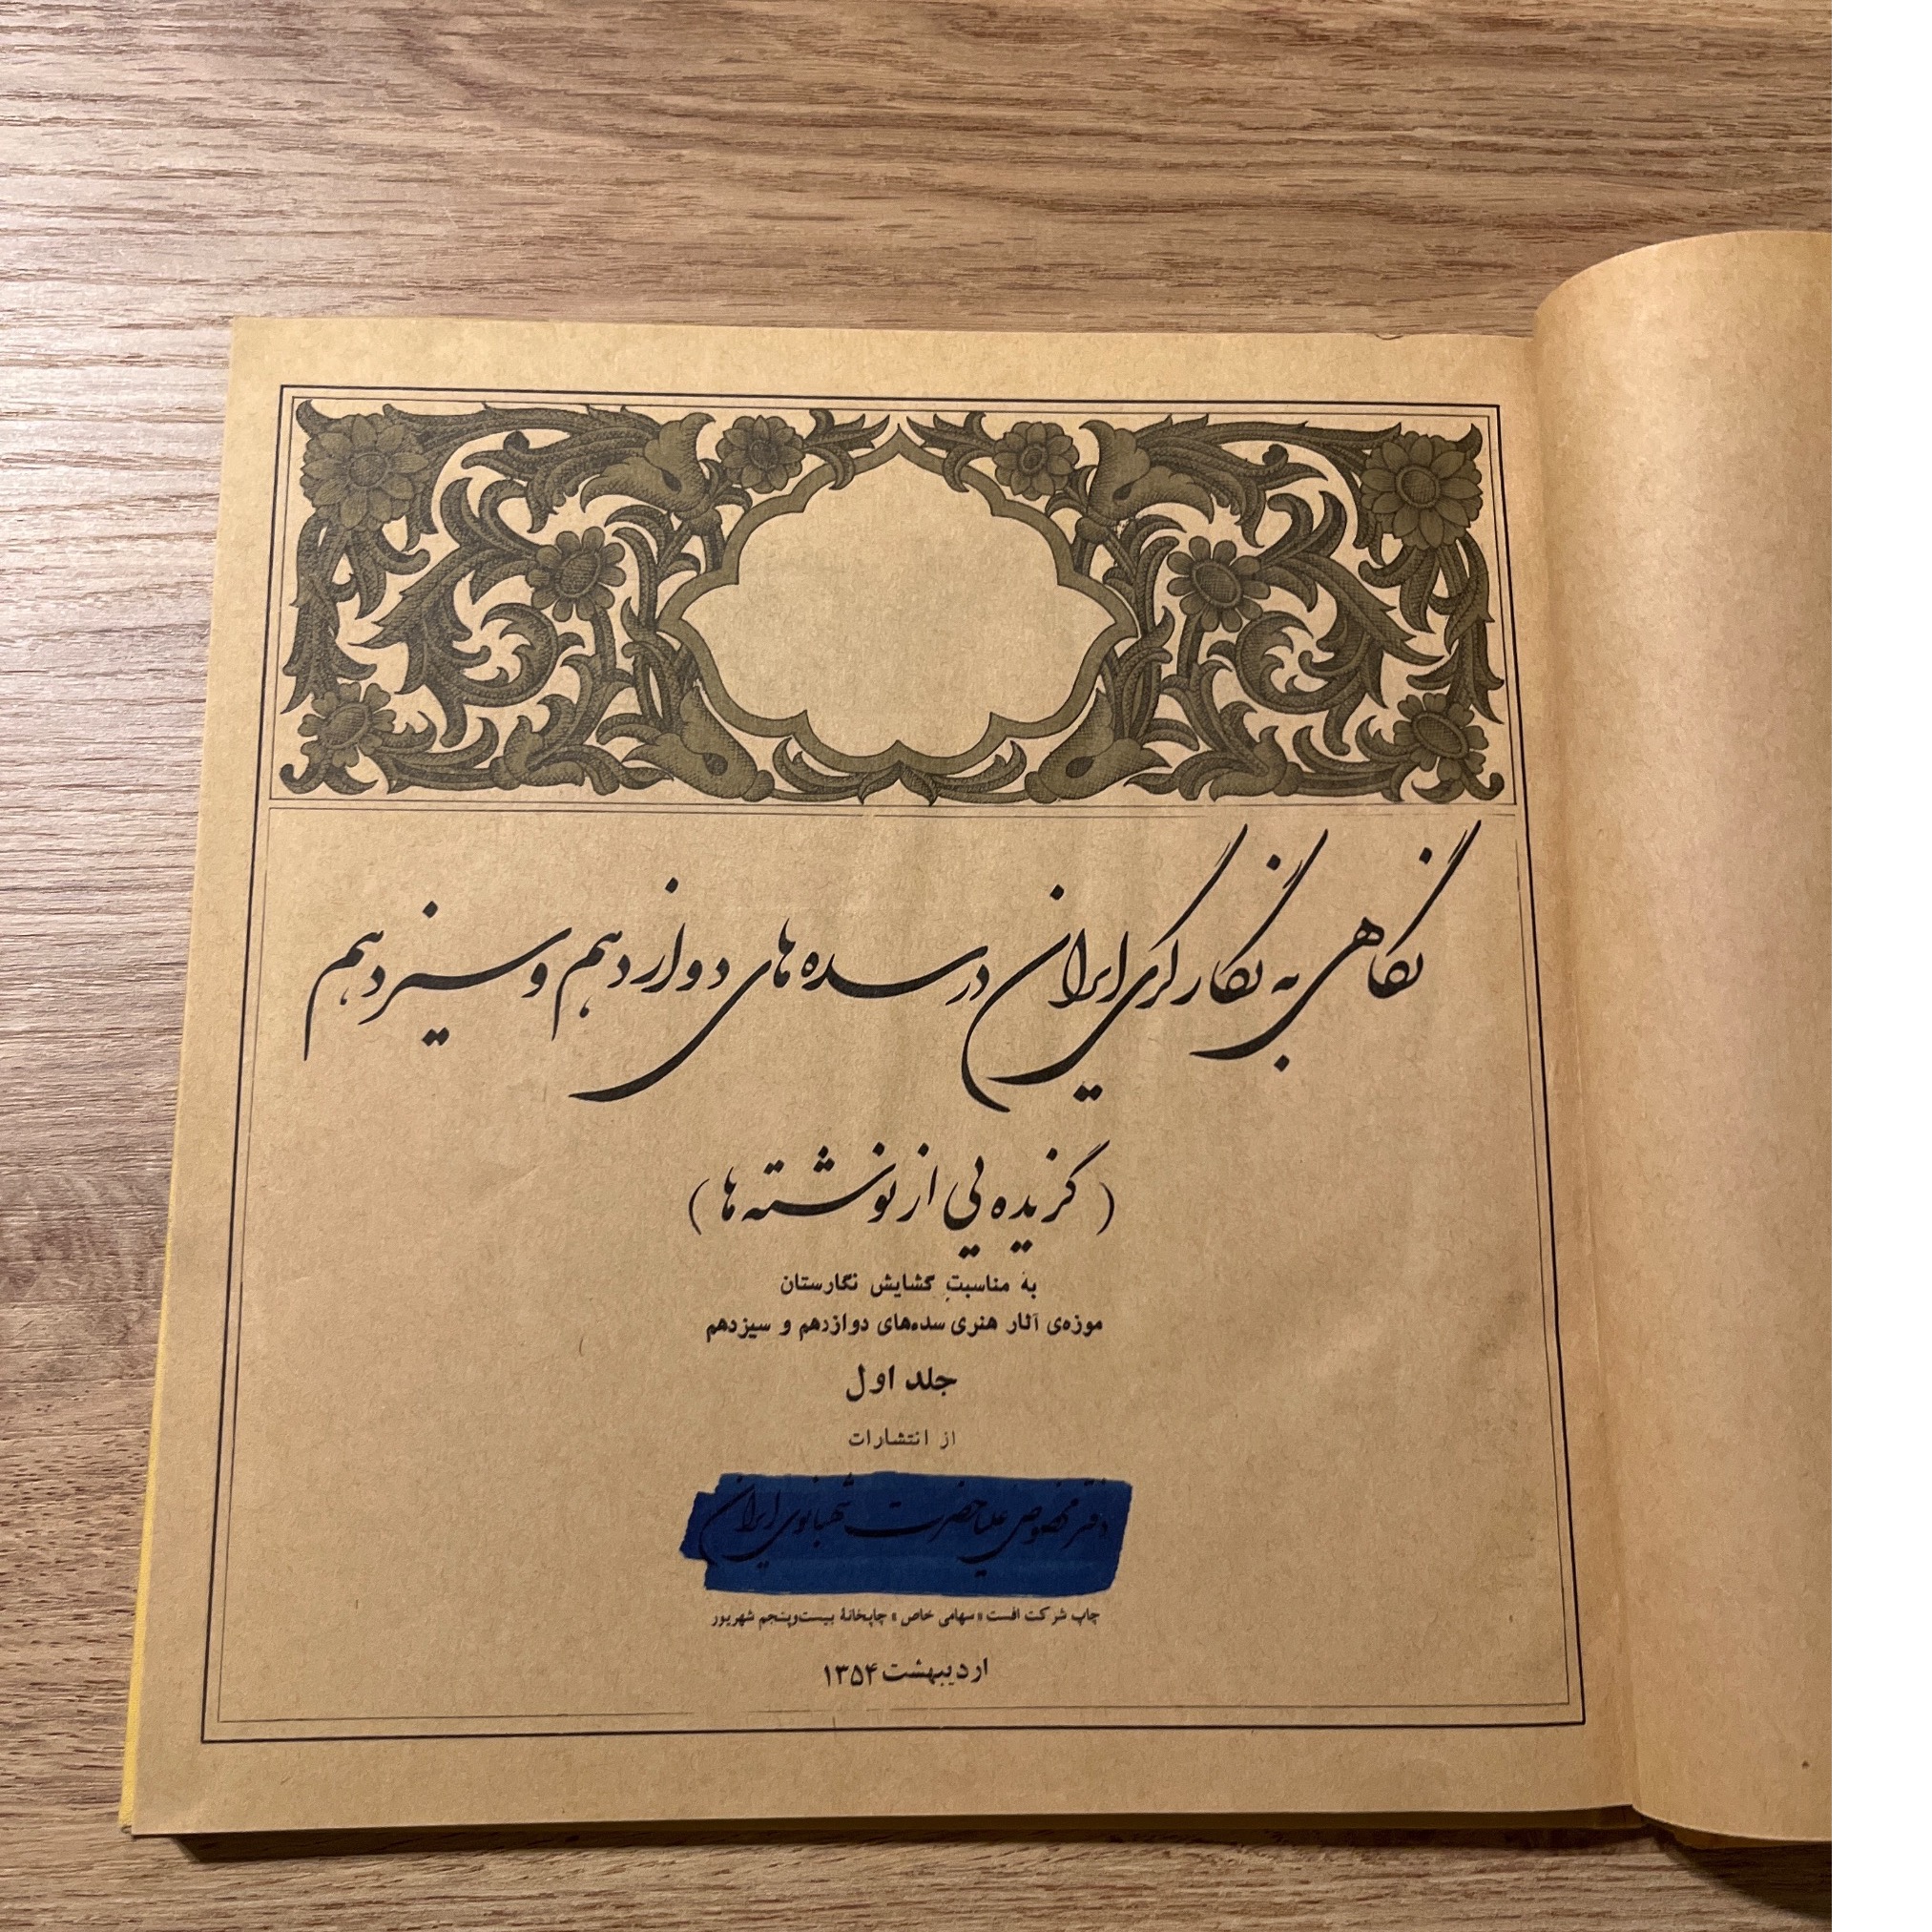 نگاهی به نگارگری ایران در سده های دوازدهم و سیزدهم
(گزیده یی از نوشته ها)
به مناسبتِ گشایش نگارستان
موزه‌ی آثار هنری سده‌های دوازدهم و سیزدهم
جلد اول
از انتشارات
دفتر مخصوص علیاحضرت شهبانوی ایران
چاپ شرکت افست «سهامی خاص» چاپخانهٔ بیست‌وپنجم شهریور
اردیبهشت ۱۳۵۴